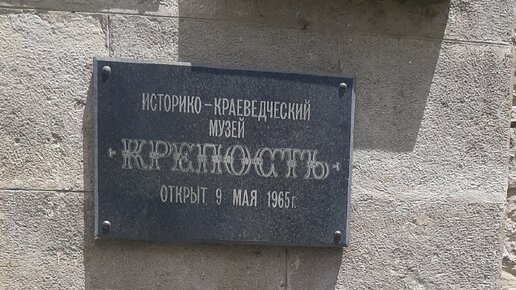 ИСТОРИКО-КРАЕВЕДЧЕСКИЙ
МУЗЕЙ
КРЕПОСТЬ
ОТКРЫТ 9 МАЯ 1965г.